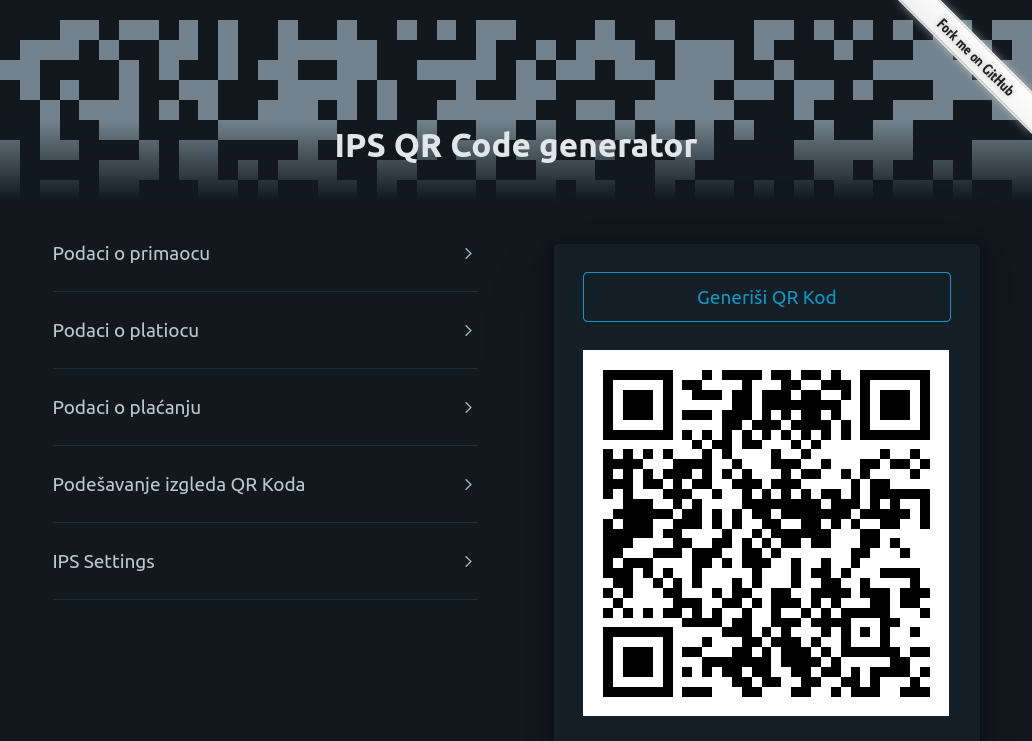 Fork me on GitHub
IPS QR Code generator
Podaci o primaocu
Podaci o platiocu
Podaci o plaćanju
Podešavanje izgleda QR Koda
IPS Settings
Generiši QR Kod